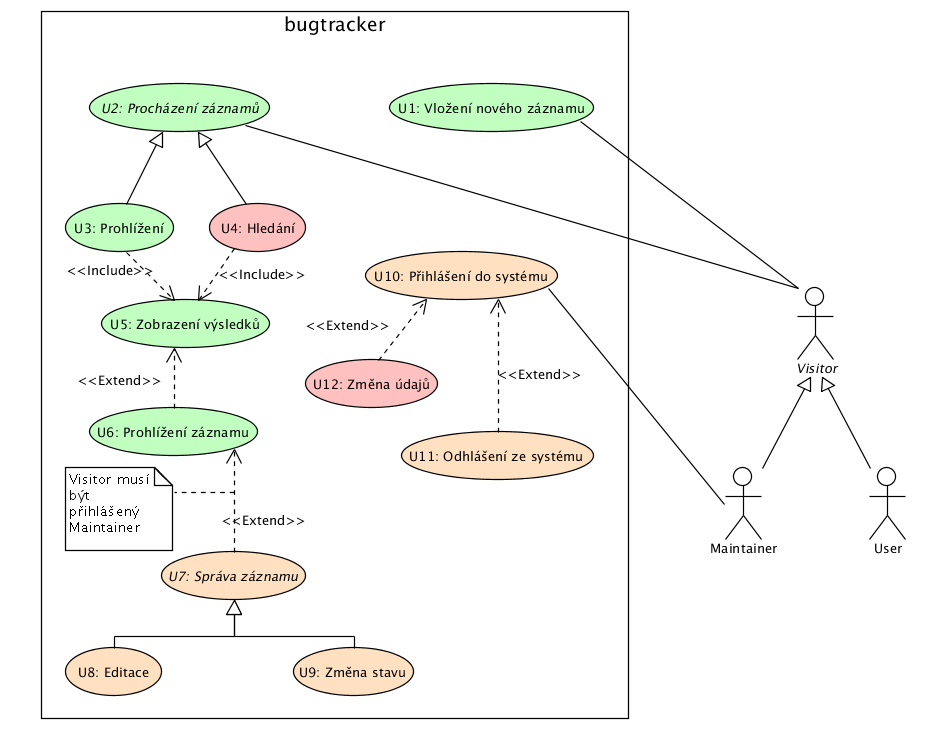 bugtracker
U2: Procházení záznamů
U1: Vložení nového záznamu
U3: Prohlížení
U4: Hledání
<<Include>>
<<Include>>
U10: Přihlášení do systému
U5: Zobrazení výsledků
<<Extend>>
Visitor
<<Extend>>
U12: Změna údajů
<<Extend>>
U6: Prohlížení záznamu
U11: Odhlášení ze systému
Visitor musí
být
přihlášený
Maintainer
<<Extend>>
Maintainer
User
U7: Správa záznamu
U8: Editace
U9: Změna stavu